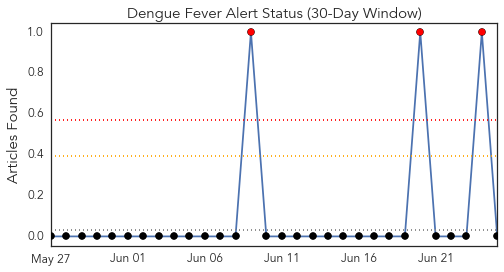 Dengue Fever Alert Status (30-Day Window)
Articles Found
1.0
0.8
0.6
0.4
0.2
0.0
May 27 Jun 01 Jun 06 Jun 11 Jun 16 Jun 21